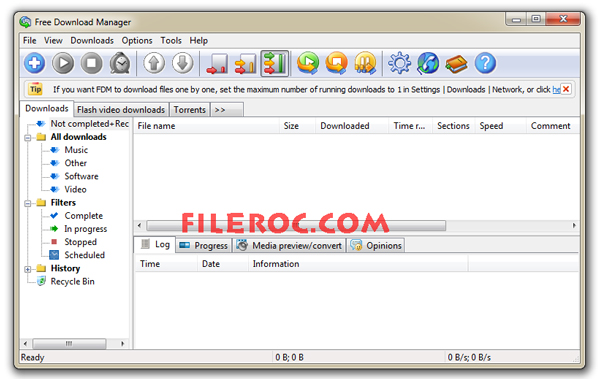 Free Download Manager
File View Downloads Options Tools Help
Tip If you want FDM to download files one by one, set the maximum number of running downloads to 1 in Settings | Downloads | Network, or click he
Downloads Flash video downloads Torrents >>
File name Size Downloaded Time r... Sections Speed Comment
Not completed+Rec
All downloads
Music
Other
Software
Video
Filters
Complete
In progress
Stopped
Scheduled
History
Recycle Bin
FILEROC.COM
Log Progress Media preview/convert Opinions
Time Date Information
Ready 0 B; 0 B 0 B/s; 0 B/s